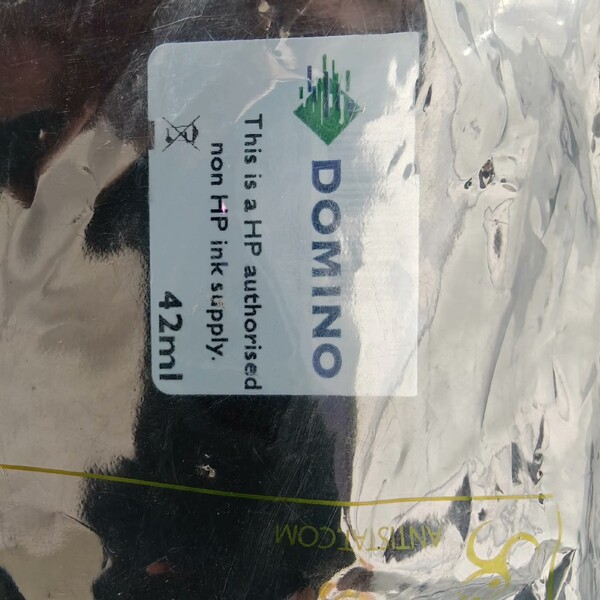 DOMINO
This is a HP authorised
non HP ink supply.
42ml
ANTISTAT.COM